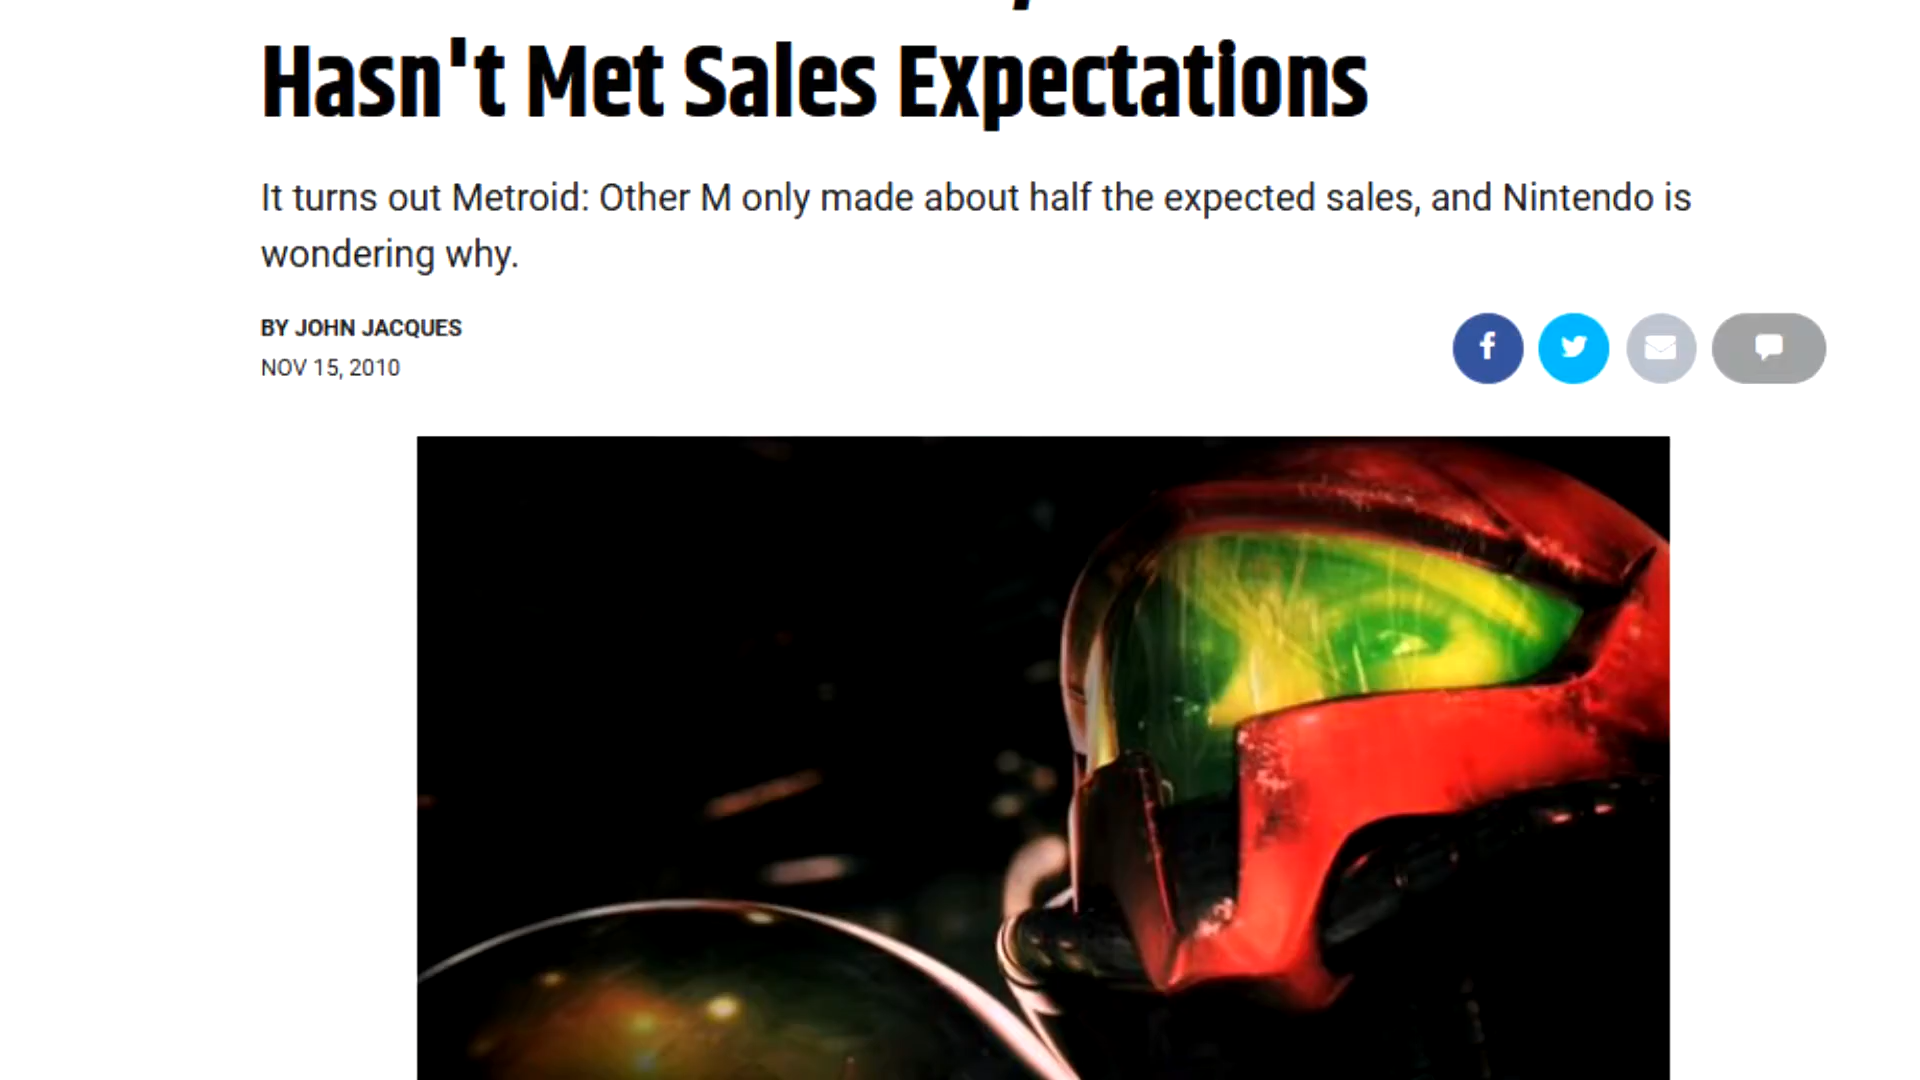 Hasn't Met Sales Expectations
It turns out Metroid: Other M only made about half the expected sales, and Nintendo is
wondering why.
BY JOHN JACQUES
NOV 15, 2010